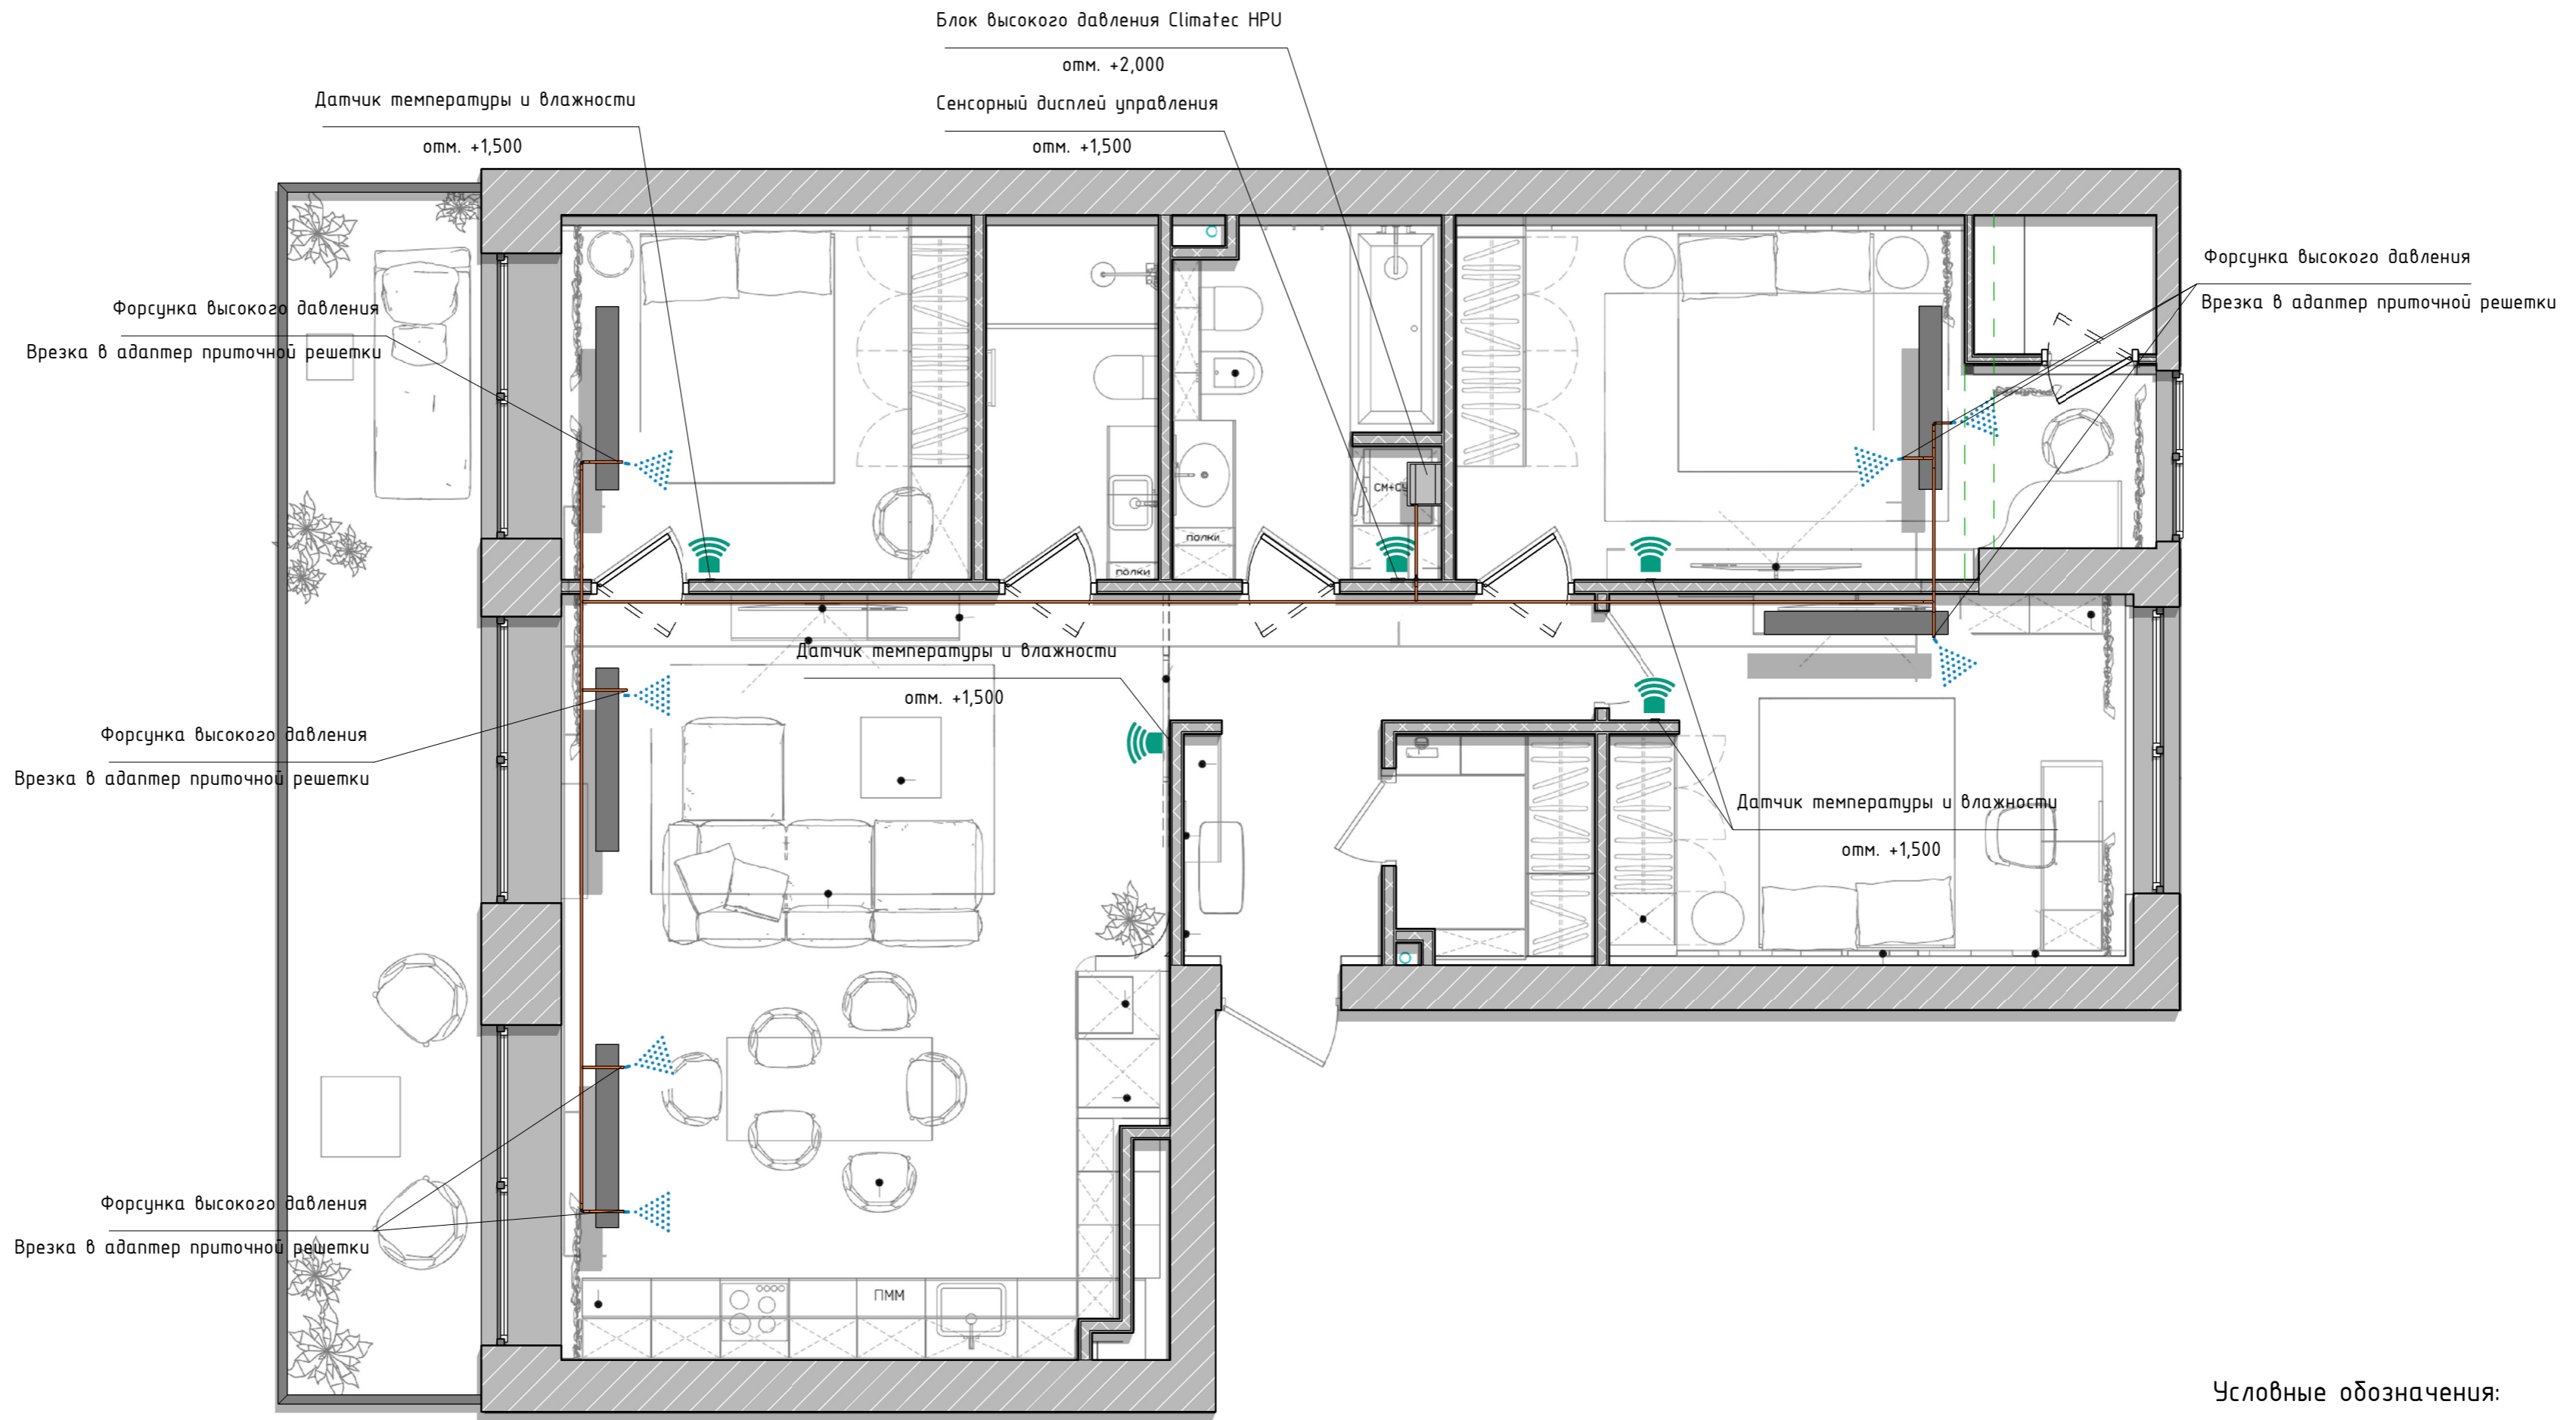 Блок высокого давления Climatec HPU
отм. +2,000
Датчик температуры и влажности
отм. +1,500
Сенсорный дисплей управления
отм. +1,500
Форсунка высокого давления
Врезка в адаптер приточной решетки
Форсунка высокого давления
Врезка в адаптер приточной решетки
СМ+СУ
полки
полки
Датчик температуры и влажности
отм. +1,500
Форсунка высокого давления
Врезка в адаптер приточной решетки
Датчик температуры и влажности
отм. +1,500
Форсунка высокого давления
Врезка в адаптер приточной решетки
ПММ
Условные обозначения: